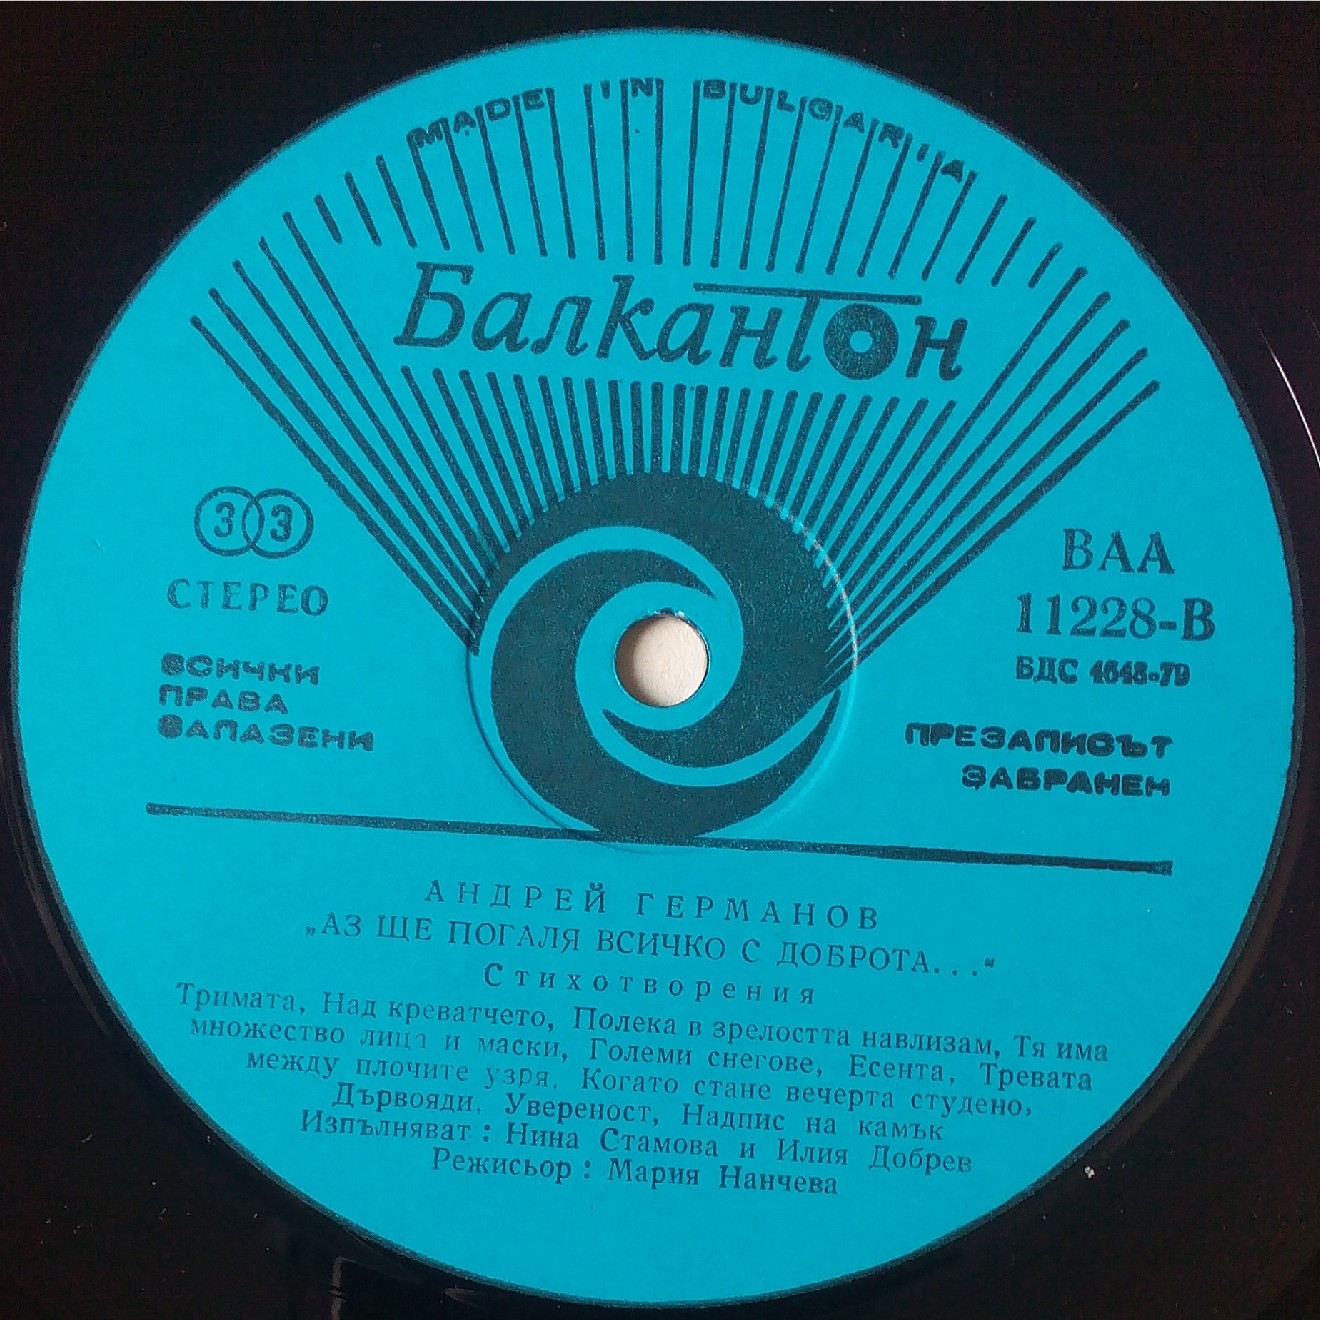 MADE IN BULGARIA
Балкантон
33
СТЕРЕО
ВСИЧКИ
ПРАВА
ЗАПАЗЕНИ
ВАА
11228-В
БДС 4648-79
ПРЕЗАПИСЪТ
ЗАБРАНЕН
АНДРЕЙ ГЕРМАНОВ
„АЗ ЩЕ ПОГАЛЯ ВСИЧКО С ДОБРОТА..."
Стихотворения
Тримата, Над креватчето, Полека в зрелостта навлизам, Тя има
множество лица и маски, Големи снегове, Есента, Тревата
между плочите узря, Когато стане вечерта студено,
Дървояди, Увереност, Надпис на камък
Изпълняват: Нина Стамова и Илия Добрев
Режисьор: Мария Нанчева